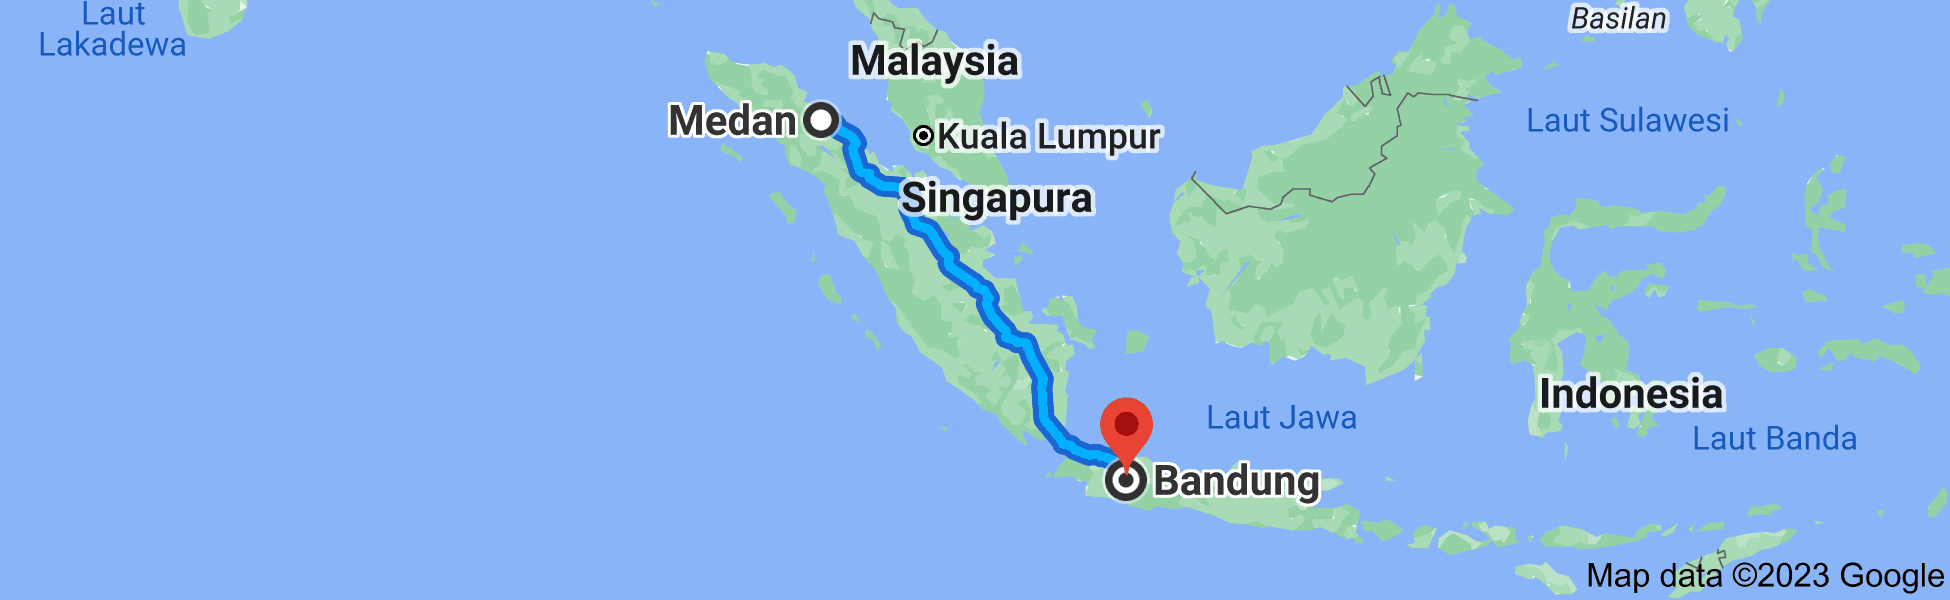 Laut
Lakadewa
Basilan
Malaysia
Medan
Kuala Lumpur
Laut Sulawesi
Singapura
Indonesia
Laut Jawa
Laut Banda
Bandung
Map data ©2023 Google